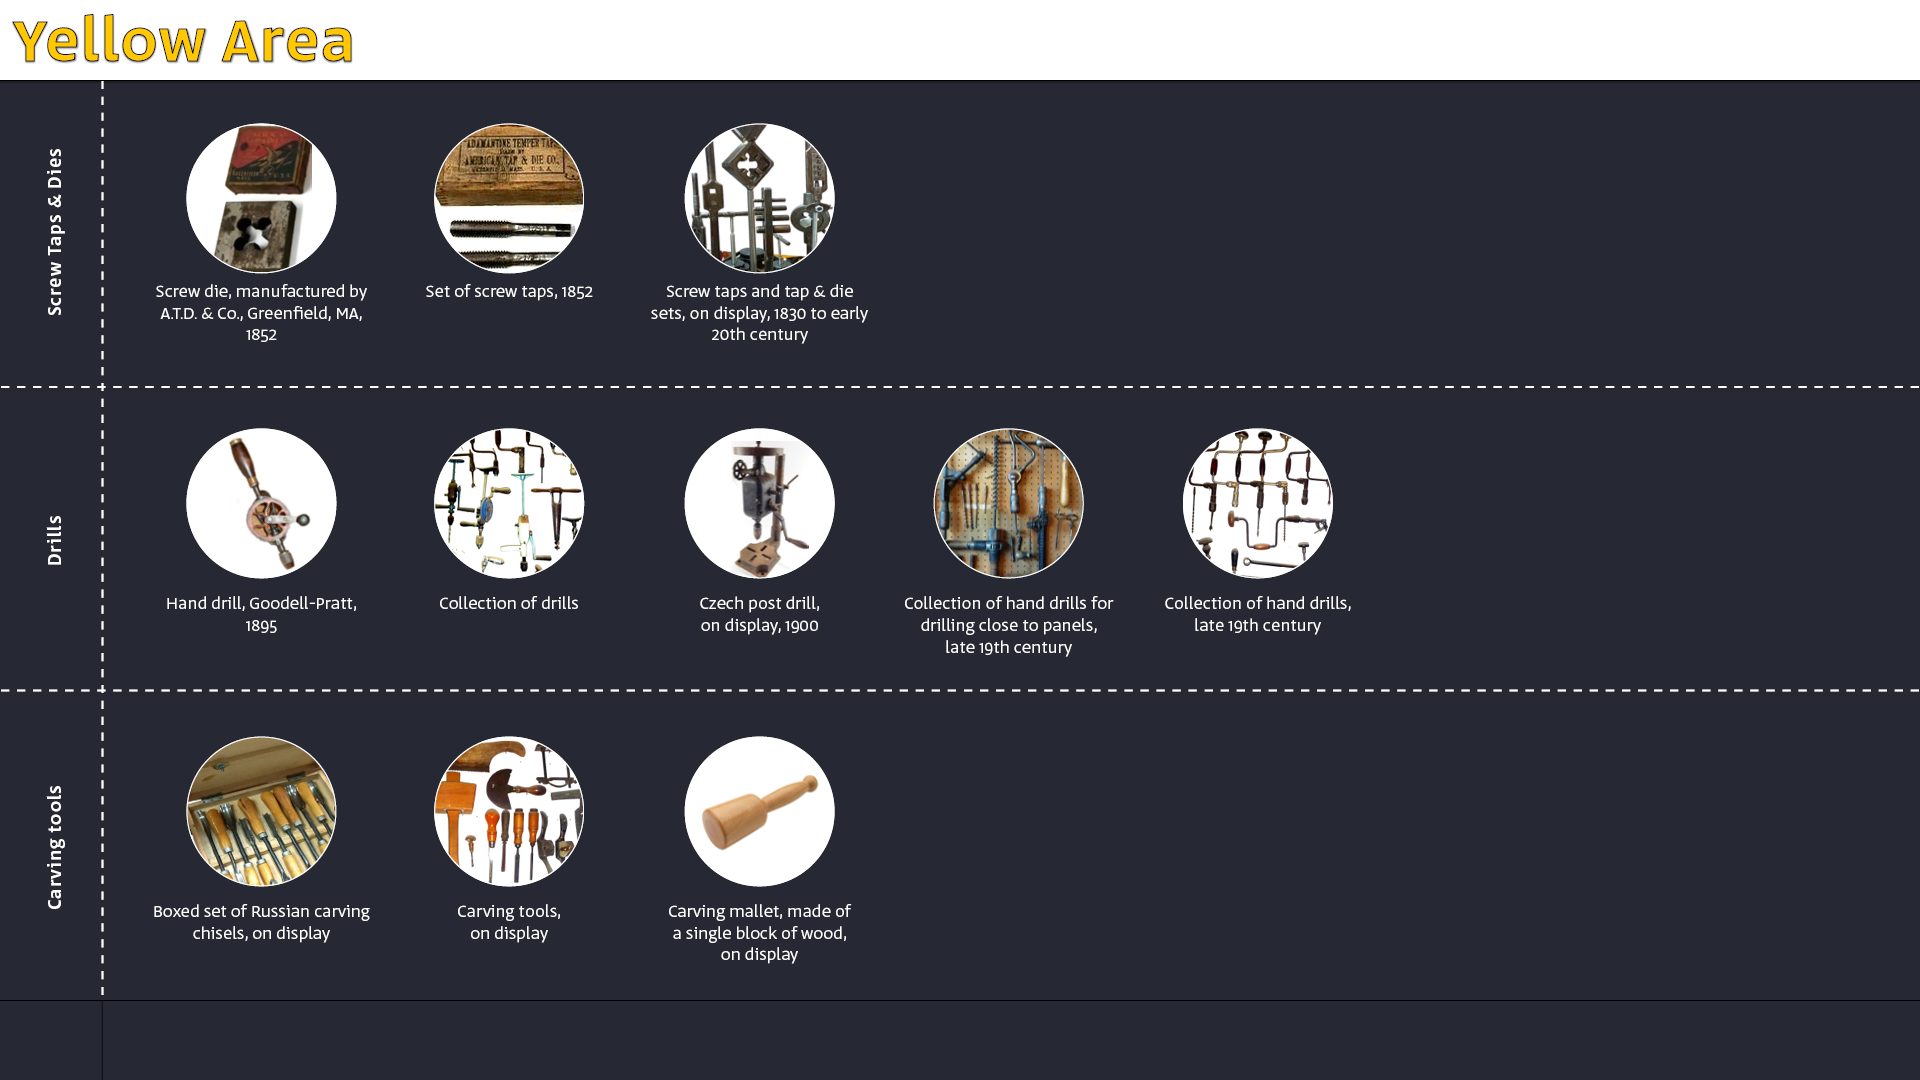 Yellow Area
Screw Taps & Dies
ADAMANTINE TEMPER TAP
MADE BY
AMERICAN TAP & DIE CO.,
GREENFIELD, MASS. U. S. A.
Screw die, manufactured by
A.T.D. & Co., Greenfield, MA,
1852
Set of screw taps, 1852
Screw taps and tap & die
sets, on display, 1830 to early
20th century
Drills
Hand drill, Goodell-Pratt,
1895
Collection of drills
Czech post drill,
on display, 1900
Collection of hand drills for
drilling close to panels,
late 19th century
Collection of hand drills,
late 19th century
Carving tools
Boxed set of Russian carving
chisels, on display
Carving tools,
on display
Carving mallet, made of
a single block of wood,
on display